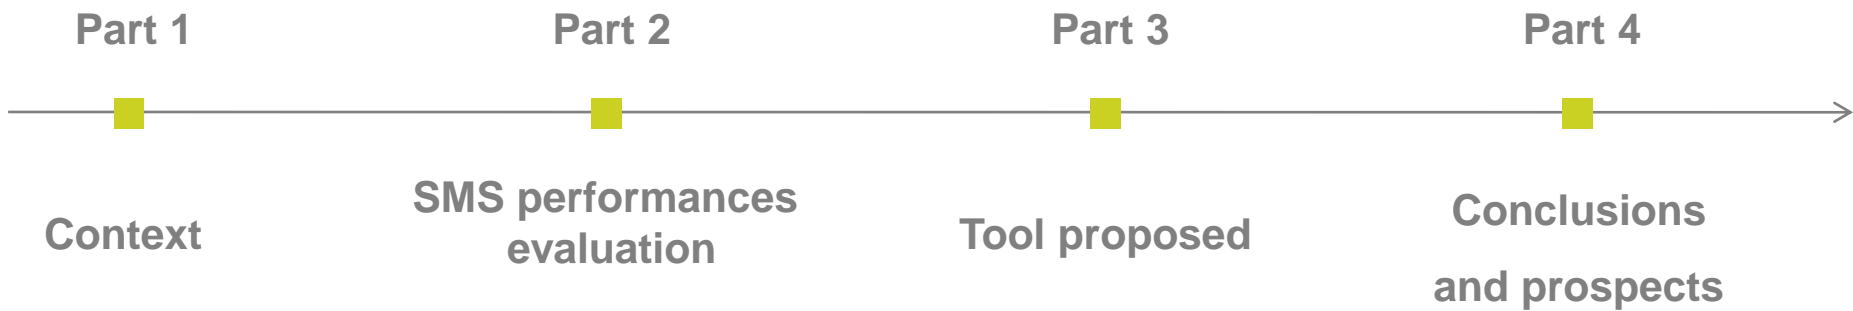 Part 1
Part 2
Part 3
Part 4
Context
SMS performances
evaluation
Tool proposed
Conclusions
and prospects